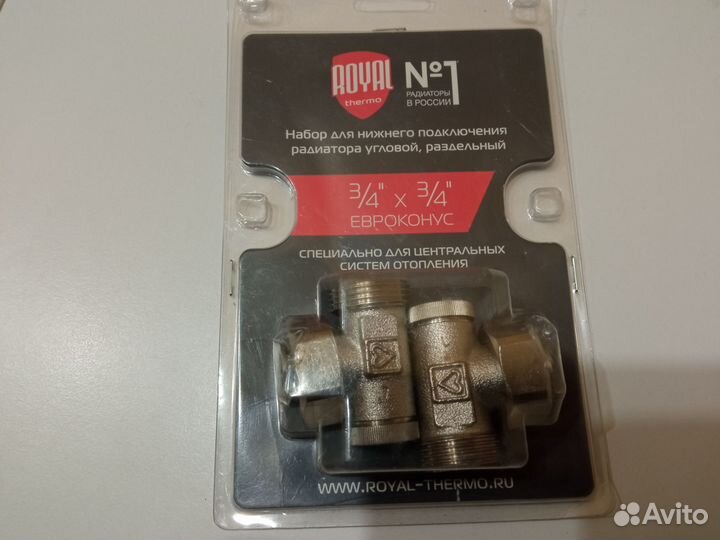 ROYAL
thermo
№1
РАДИАТОРЫ
В РОССИИ
Набор для нижнего подключения
радиатора угловой, раздельный
3/4" x 3/4"
ЕВРОКОНУС
СПЕЦИАЛЬНО ДЛЯ ЦЕНТРАЛЬНЫХ
СИСТЕМ ОТОПЛЕНИЯ
WWW.ROYAL-THERMO.RU
Avito